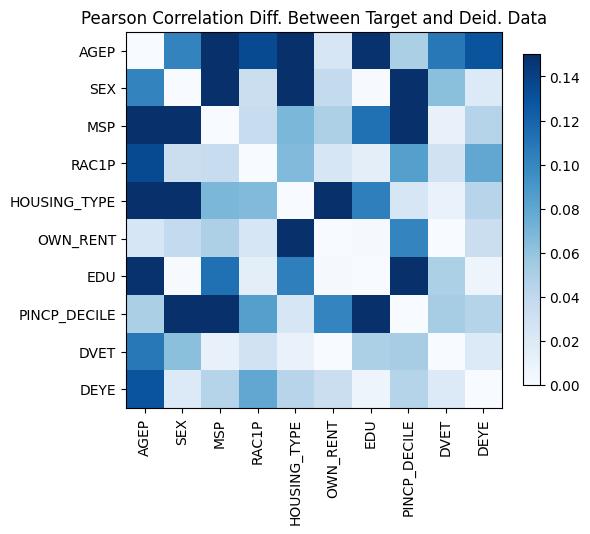 Pearson Correlation Diff. Between Target and Deid. Data
AGEP
SEX
MSP
RAC1P
HOUSING_TYPE
OWN_RENT
EDU
PINCP_DECILE
DVET
DEYE
0.14
0.12
0.10
0.08
0.06
0.04
0.02
0.00
AGEP
SEX
MSP
RAC1P
HOUSING_TYPE
OWN_RENT
EDU
PINCP_DECILE
DVET
DEYE